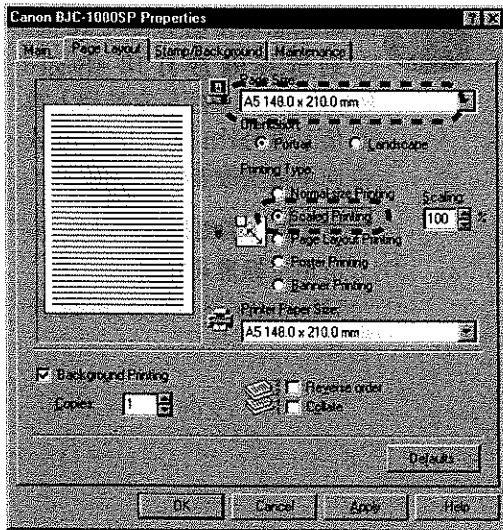 Canon BJC-1000SP Properties
Main Page Layout Stamp/Background Maintenance
Page Size:
A5 148.0 x 210.0 mm
Orientation:
Portrait Landscape
Printing Type:
Normal-size Printing
Scaled Printing
Page Layout Printing
Poster Printing
Banner Printing
Scaling:
100 %
Printer Paper Size:
A5 148.0 x 210.0 mm
Background Printing
Copies: 1
Reverse order
Collate
Defaults
OK Cancel Apply Help